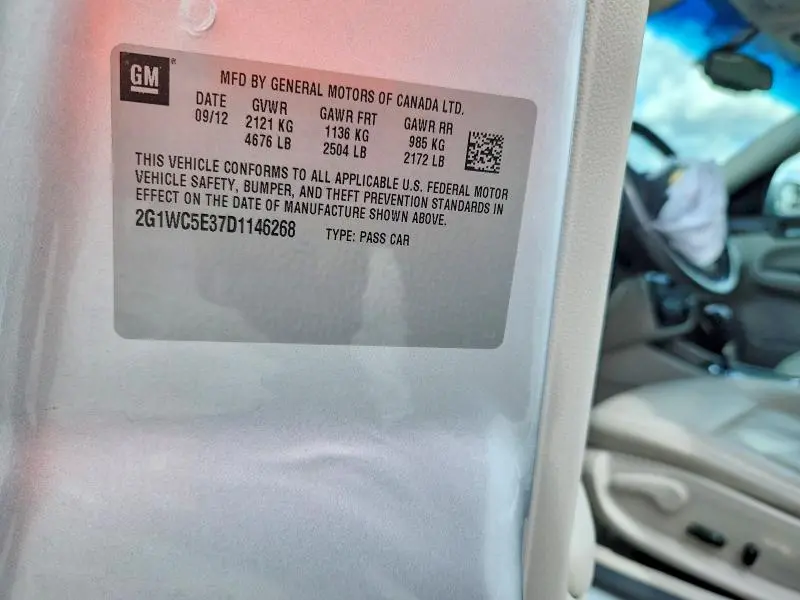 GM®
MFD BY GENERAL MOTORS OF CANADA LTD.
DATE GVWR GAWR FRT GAWR RR
09/12 2121 KG 1136 KG 985 KG
4676 LB 2504 LB 2172 LB
THIS VEHICLE CONFORMS TO ALL APPLICABLE U.S. FEDERAL MOTOR
VEHICLE SAFETY, BUMPER, AND THEFT PREVENTION STANDARDS IN
EFFECT ON THE DATE OF MANUFACTURE SHOWN ABOVE.
2G1WC5E37D1146268 TYPE: PASS CAR